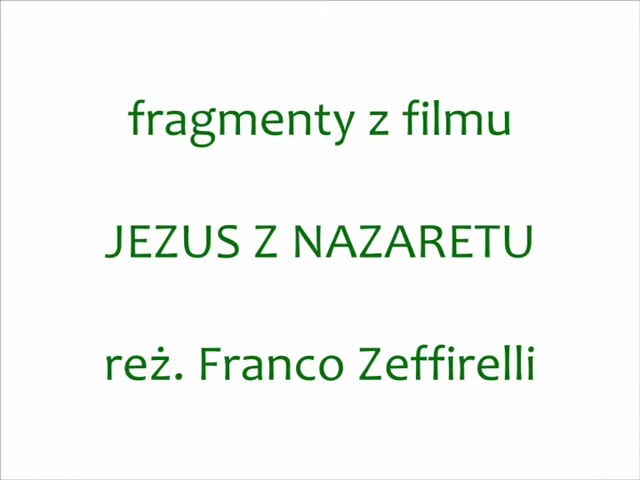 fragmenty z filmu
JEZUS Z NAZARETU
reż. Franco Zeffirelli